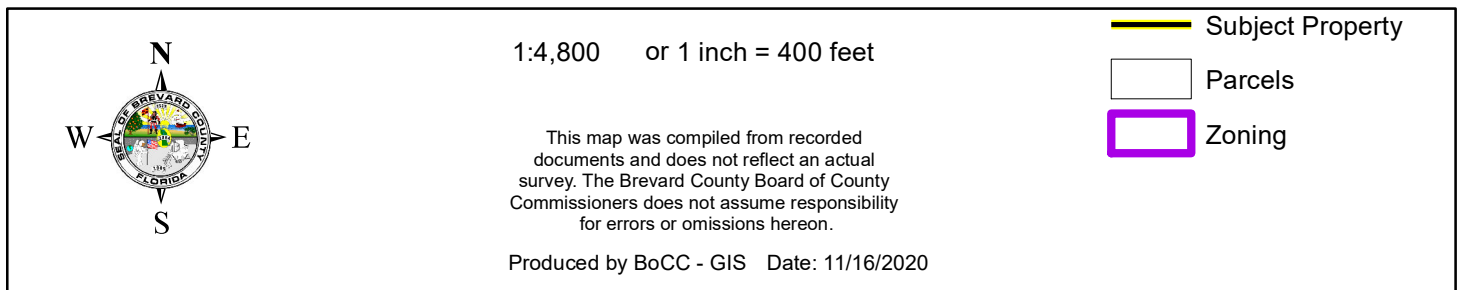 N
W
E
S
SEAL OF BREVARD COUNTY
FLORIDA
1:4,800 or 1 inch = 400 feet
This map was compiled from recorded
documents and does not reflect an actual
survey. The Brevard County Board of County
Commissioners does not assume responsibility
for errors or omissions hereon.
Produced by BoCC - GIS Date: 11/16/2020
Subject Property
Parcels
Zoning